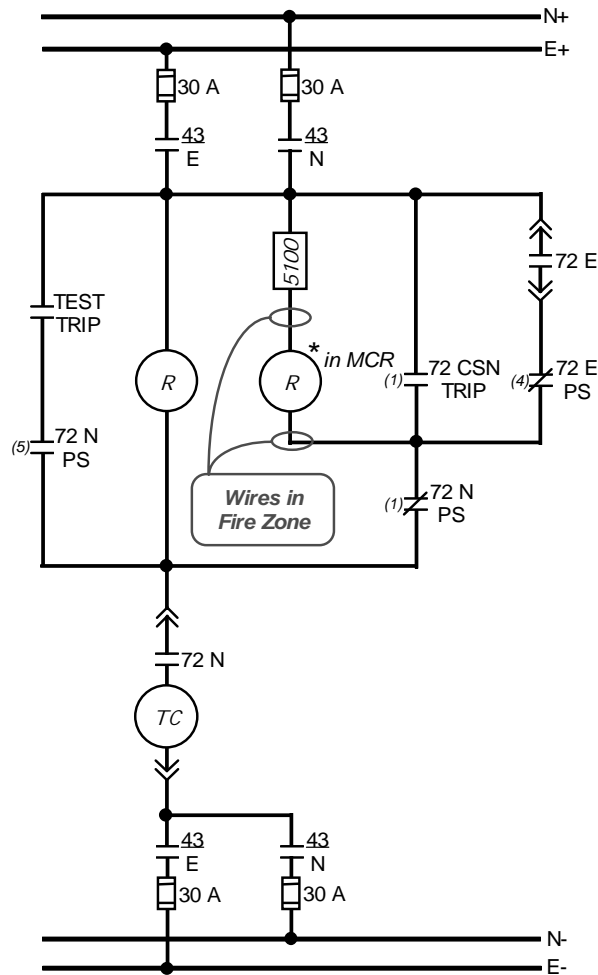 N+
E+
30 A
30 A
43
E
43
N
5100
72 E
TEST
TRIP
R
R
* in MCR
(1)
72 CSN
TRIP
(4)
72 E
PS
(5)
72 N
PS
Wires in
Fire Zone
(1)
72 N
PS
72 N
TC
43
E
43
N
30 A
30 A
N-
E-